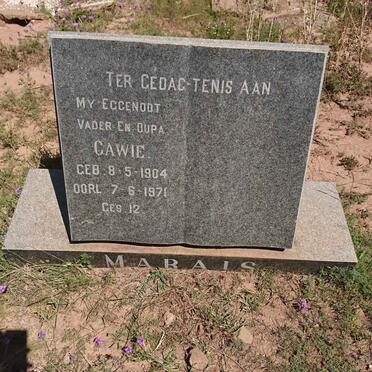 TER GEDAGTENIS AAN
MY EGGENOOT
VADER EN OUPA
GAWIE.
GEB. 8-5-1904
OORL. 7-6-1971
GES. 12.
MARAIS